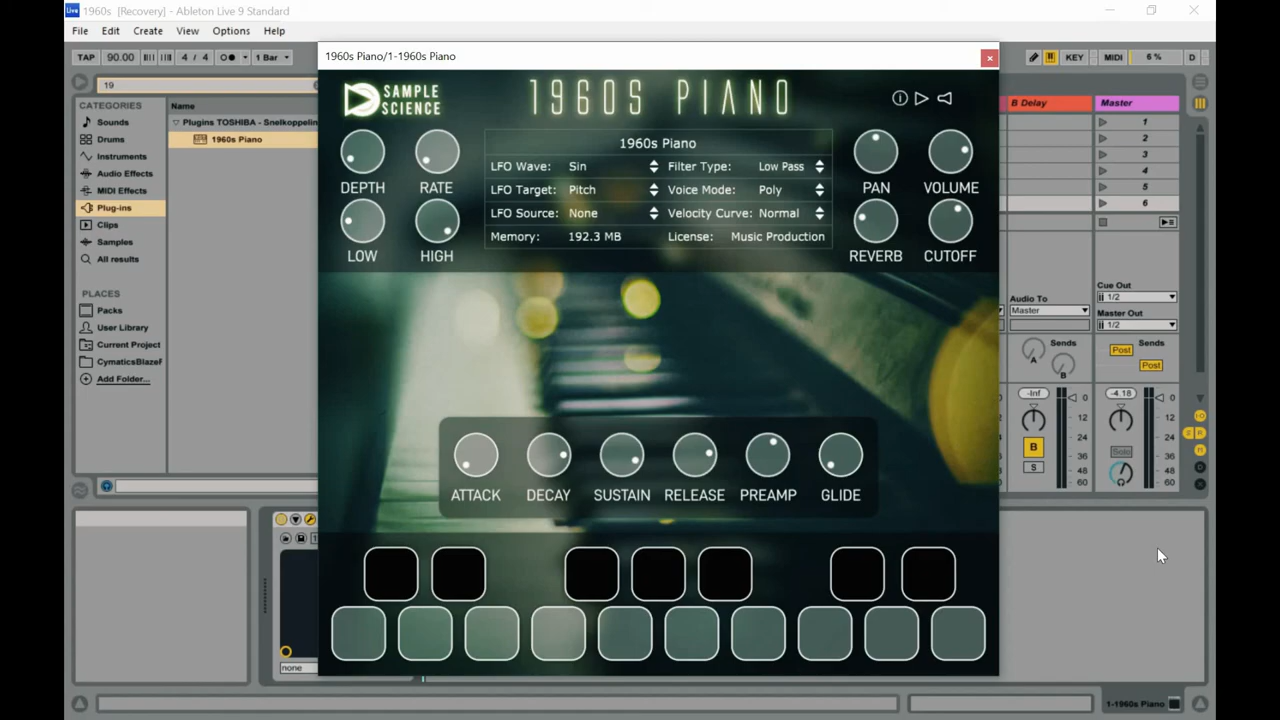 1960s [Recovery] - Ableton Live 9 Standard
File Edit Create View Options Help
TAP 90.00 4 / 4 1 Bar
KEY MIDI 6 % D
19
CATEGORIES
Sounds
Drums
Instruments
Audio Effects
MIDI Effects
Plug-ins
Clips
Samples
All results
PLACES
Packs
User Library
Current Project
CymaticsBlazeF
Add Folder...
Name
Plugins TOSHIBA - Snelkoppelin
1960s Piano
1960s Piano/1-1960s Piano
SAMPLE
SCIENCE
1960S PIANO
DEPTH RATE
LOW HIGH
1960s Piano
LFO Wave: Sin Filter Type: Low Pass
LFO Target: Pitch Voice Mode: Poly
LFO Source: None Velocity Curve: Normal
Memory: 192.3 MB License: Music Production
PAN VOLUME
REVERB CUTOFF
ATTACK DECAY SUSTAIN RELEASE PREAMP GLIDE
B Delay Master
1
2
3
4
5
6
Cue Out
Audio To 1/2
Master Master Out
1/2
Sends Sends
A Post
B Post
-Inf -4.18
0 0
12 12
24 24
B 36 Solo 36
S 48 48
60 60
none
1-1960s Piano